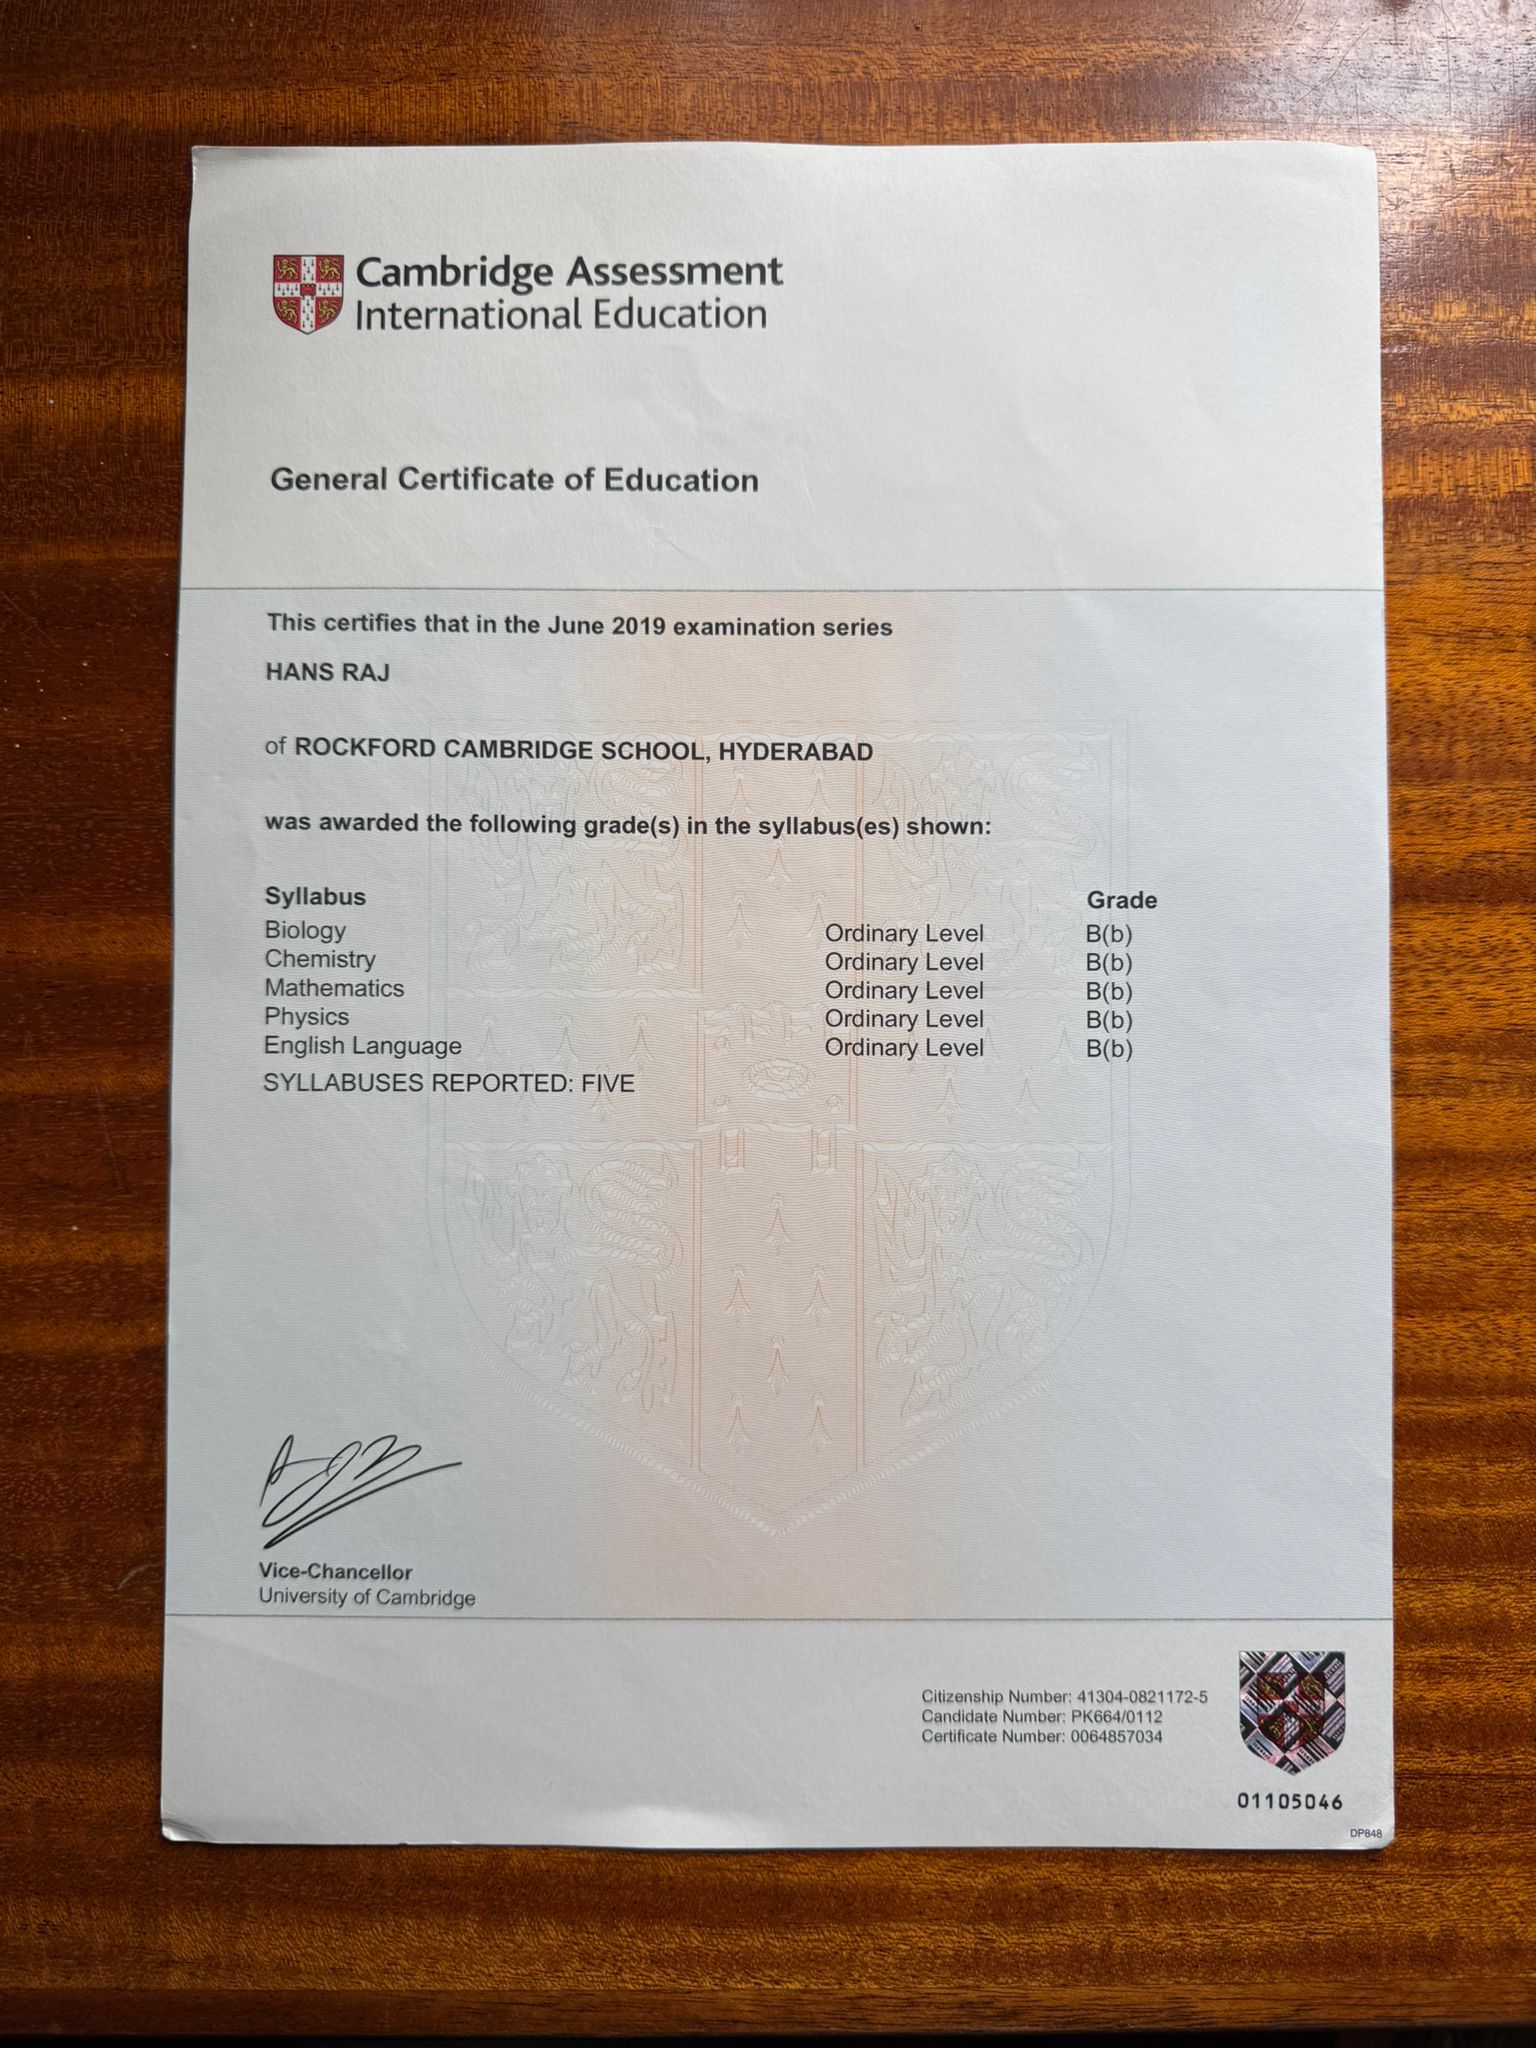 Cambridge Assessment
International Education
General Certificate of Education
This certifies that in the June 2019 examination series
HANS RAJ
of ROCKFORD CAMBRIDGE SCHOOL, HYDERABAD
was awarded the following grade(s) in the syllabus(es) shown:
Syllabus Grade
Biology Ordinary Level B(b)
Chemistry Ordinary Level B(b)
Mathematics Ordinary Level B(b)
Physics Ordinary Level B(b)
English Language Ordinary Level B(b)
SYLLABUSES REPORTED: FIVE
Vice-Chancellor
University of Cambridge
Citizenship Number: 41304-0821172-5
Candidate Number: PK664/0112
Certificate Number: 0064857034
01105046
DP848